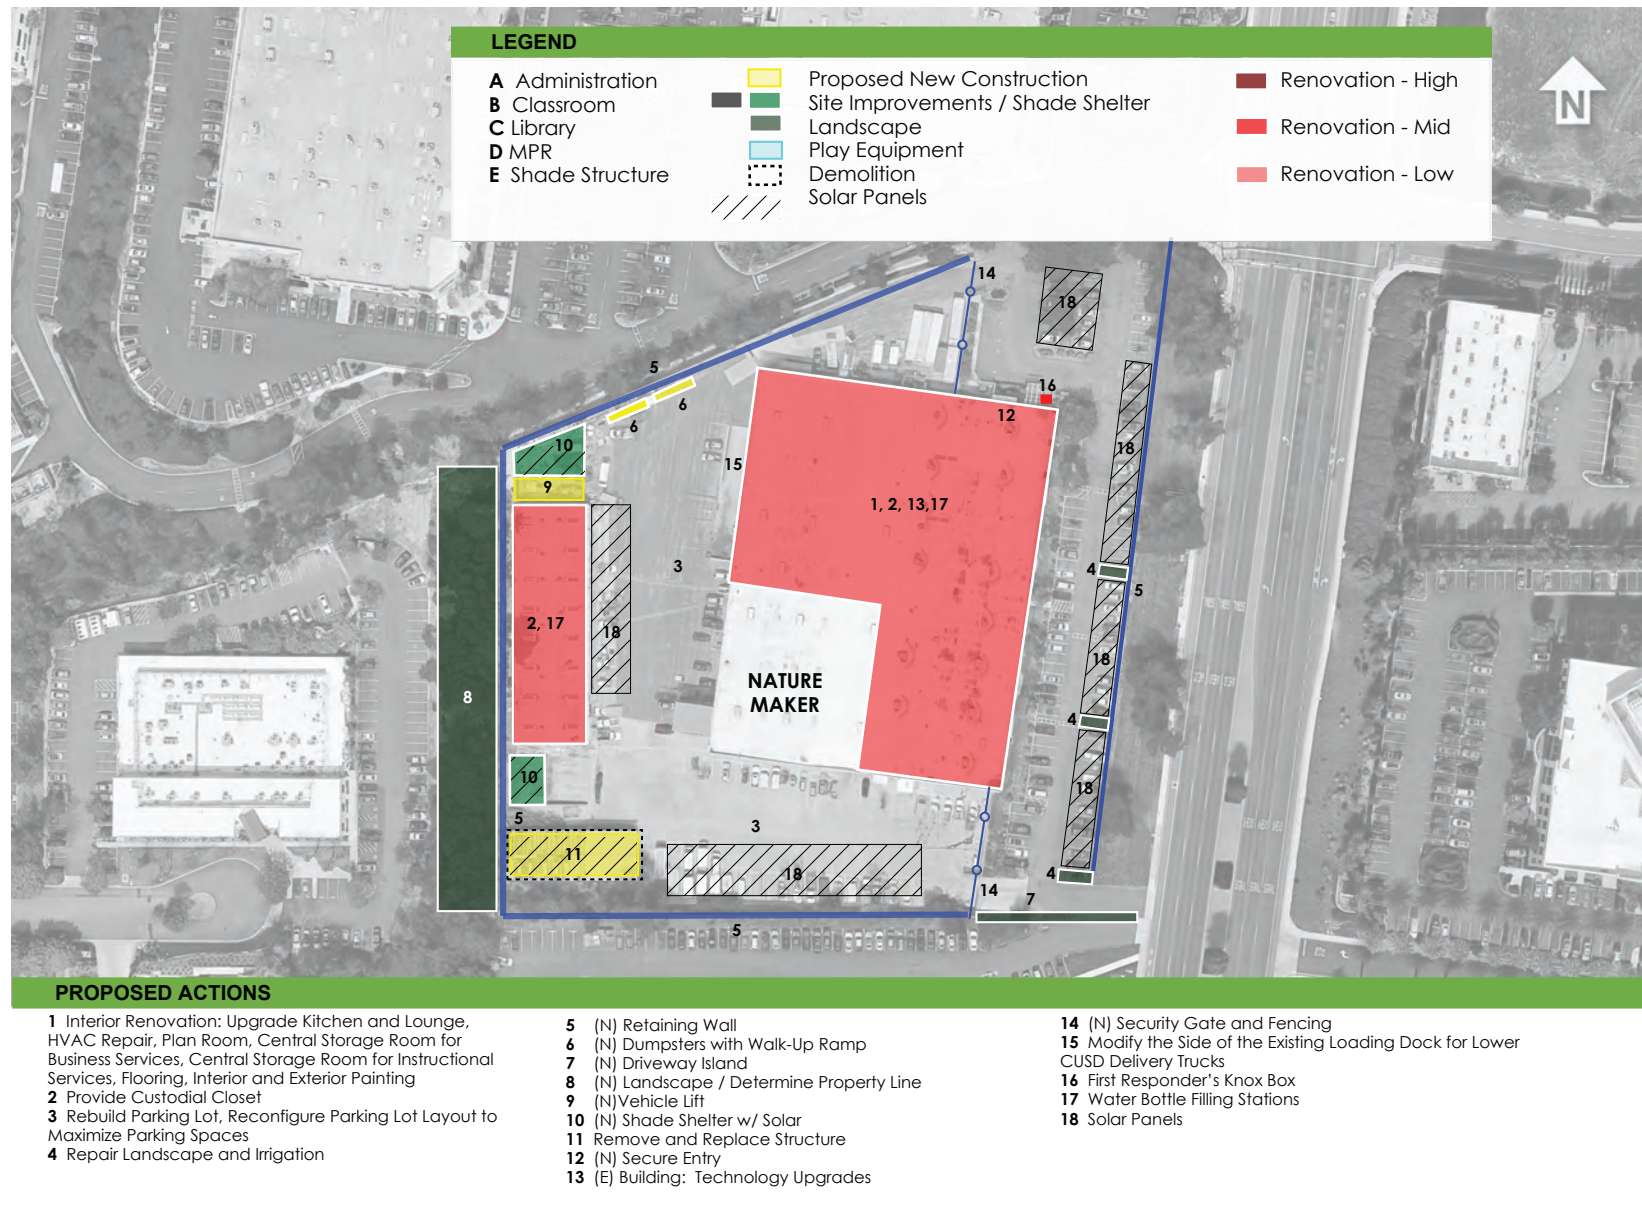 LEGEND
A Administration
B Classroom
C Library
D MPR
E Shade Structure
Proposed New Construction
Site Improvements / Shade Shelter
Landscape
Play Equipment
Demolition
Solar Panels
Renovation - High
Renovation - Mid
Renovation - Low
N
14
18
5
16
6
12
6
10
18
15
9
1, 2, 13,17
3
4
5
2, 17
18
18
NATURE
MAKER
8
4
10
18
5
3
11
18
4
14
7
5
PROPOSED ACTIONS
1 Interior Renovation: Upgrade Kitchen and Lounge,
HVAC Repair, Plan Room, Central Storage Room for
Business Services, Central Storage Room for Instructional
Services, Flooring, Interior and Exterior Painting
2 Provide Custodial Closet
3 Rebuild Parking Lot, Reconfigure Parking Lot Layout to
Maximize Parking Spaces
4 Repair Landscape and Irrigation
5 (N) Retaining Wall
6 (N) Dumpsters with Walk-Up Ramp
7 (N) Driveway Island
8 (N) Landscape / Determine Property Line
9 (N)Vehicle Lift
10 (N) Shade Shelter w/ Solar
11 Remove and Replace Structure
12 (N) Secure Entry
13 (E) Building: Technology Upgrades
14 (N) Security Gate and Fencing
15 Modify the Side of the Existing Loading Dock for Lower
CUSD Delivery Trucks
16 First Responder's Knox Box
17 Water Bottle Filling Stations
18 Solar Panels